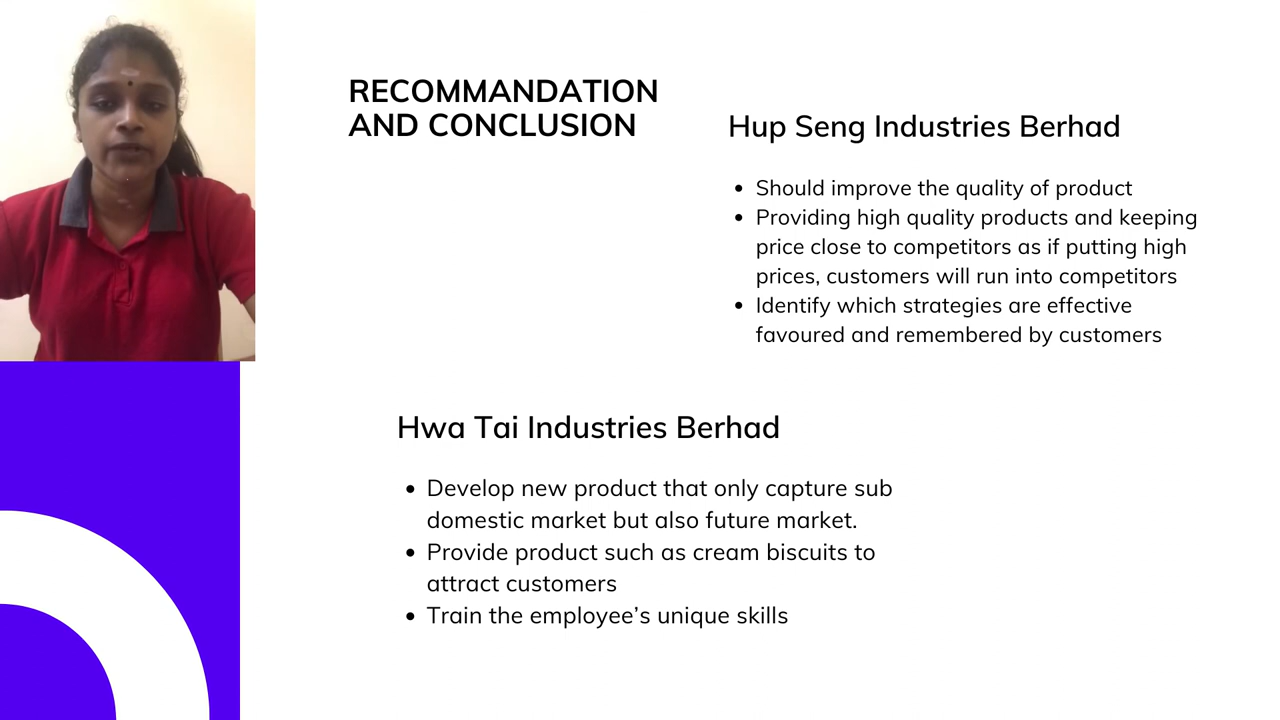 RECOMMANDATION
AND CONCLUSION
Hup Seng Industries Berhad
• Should improve the quality of product
• Providing high quality products and keeping
price close to competitors as if putting high
prices, customers will run into competitors
• Identify which strategies are effective
favoured and remembered by customers
Hwa Tai Industries Berhad
• Develop new product that only capture sub
domestic market but also future market.
• Provide product such as cream biscuits to
attract customers
• Train the employee’s unique skills